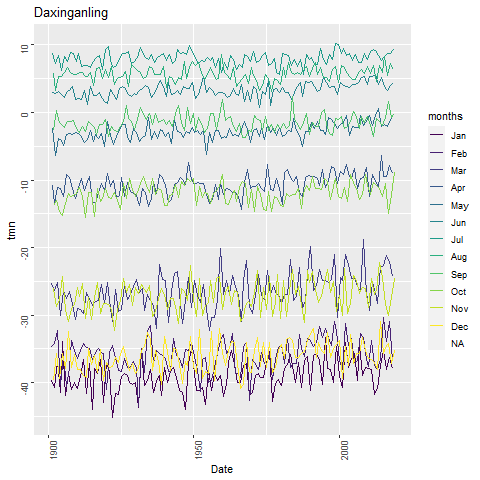 Daxinganling
10
0
-10
-20
-30
-40
tmn
1900
1950
2000
Date
months
Jan
Feb
Mar
Apr
May
Jun
Jul
Aug
Sep
Oct
Nov
Dec
NA